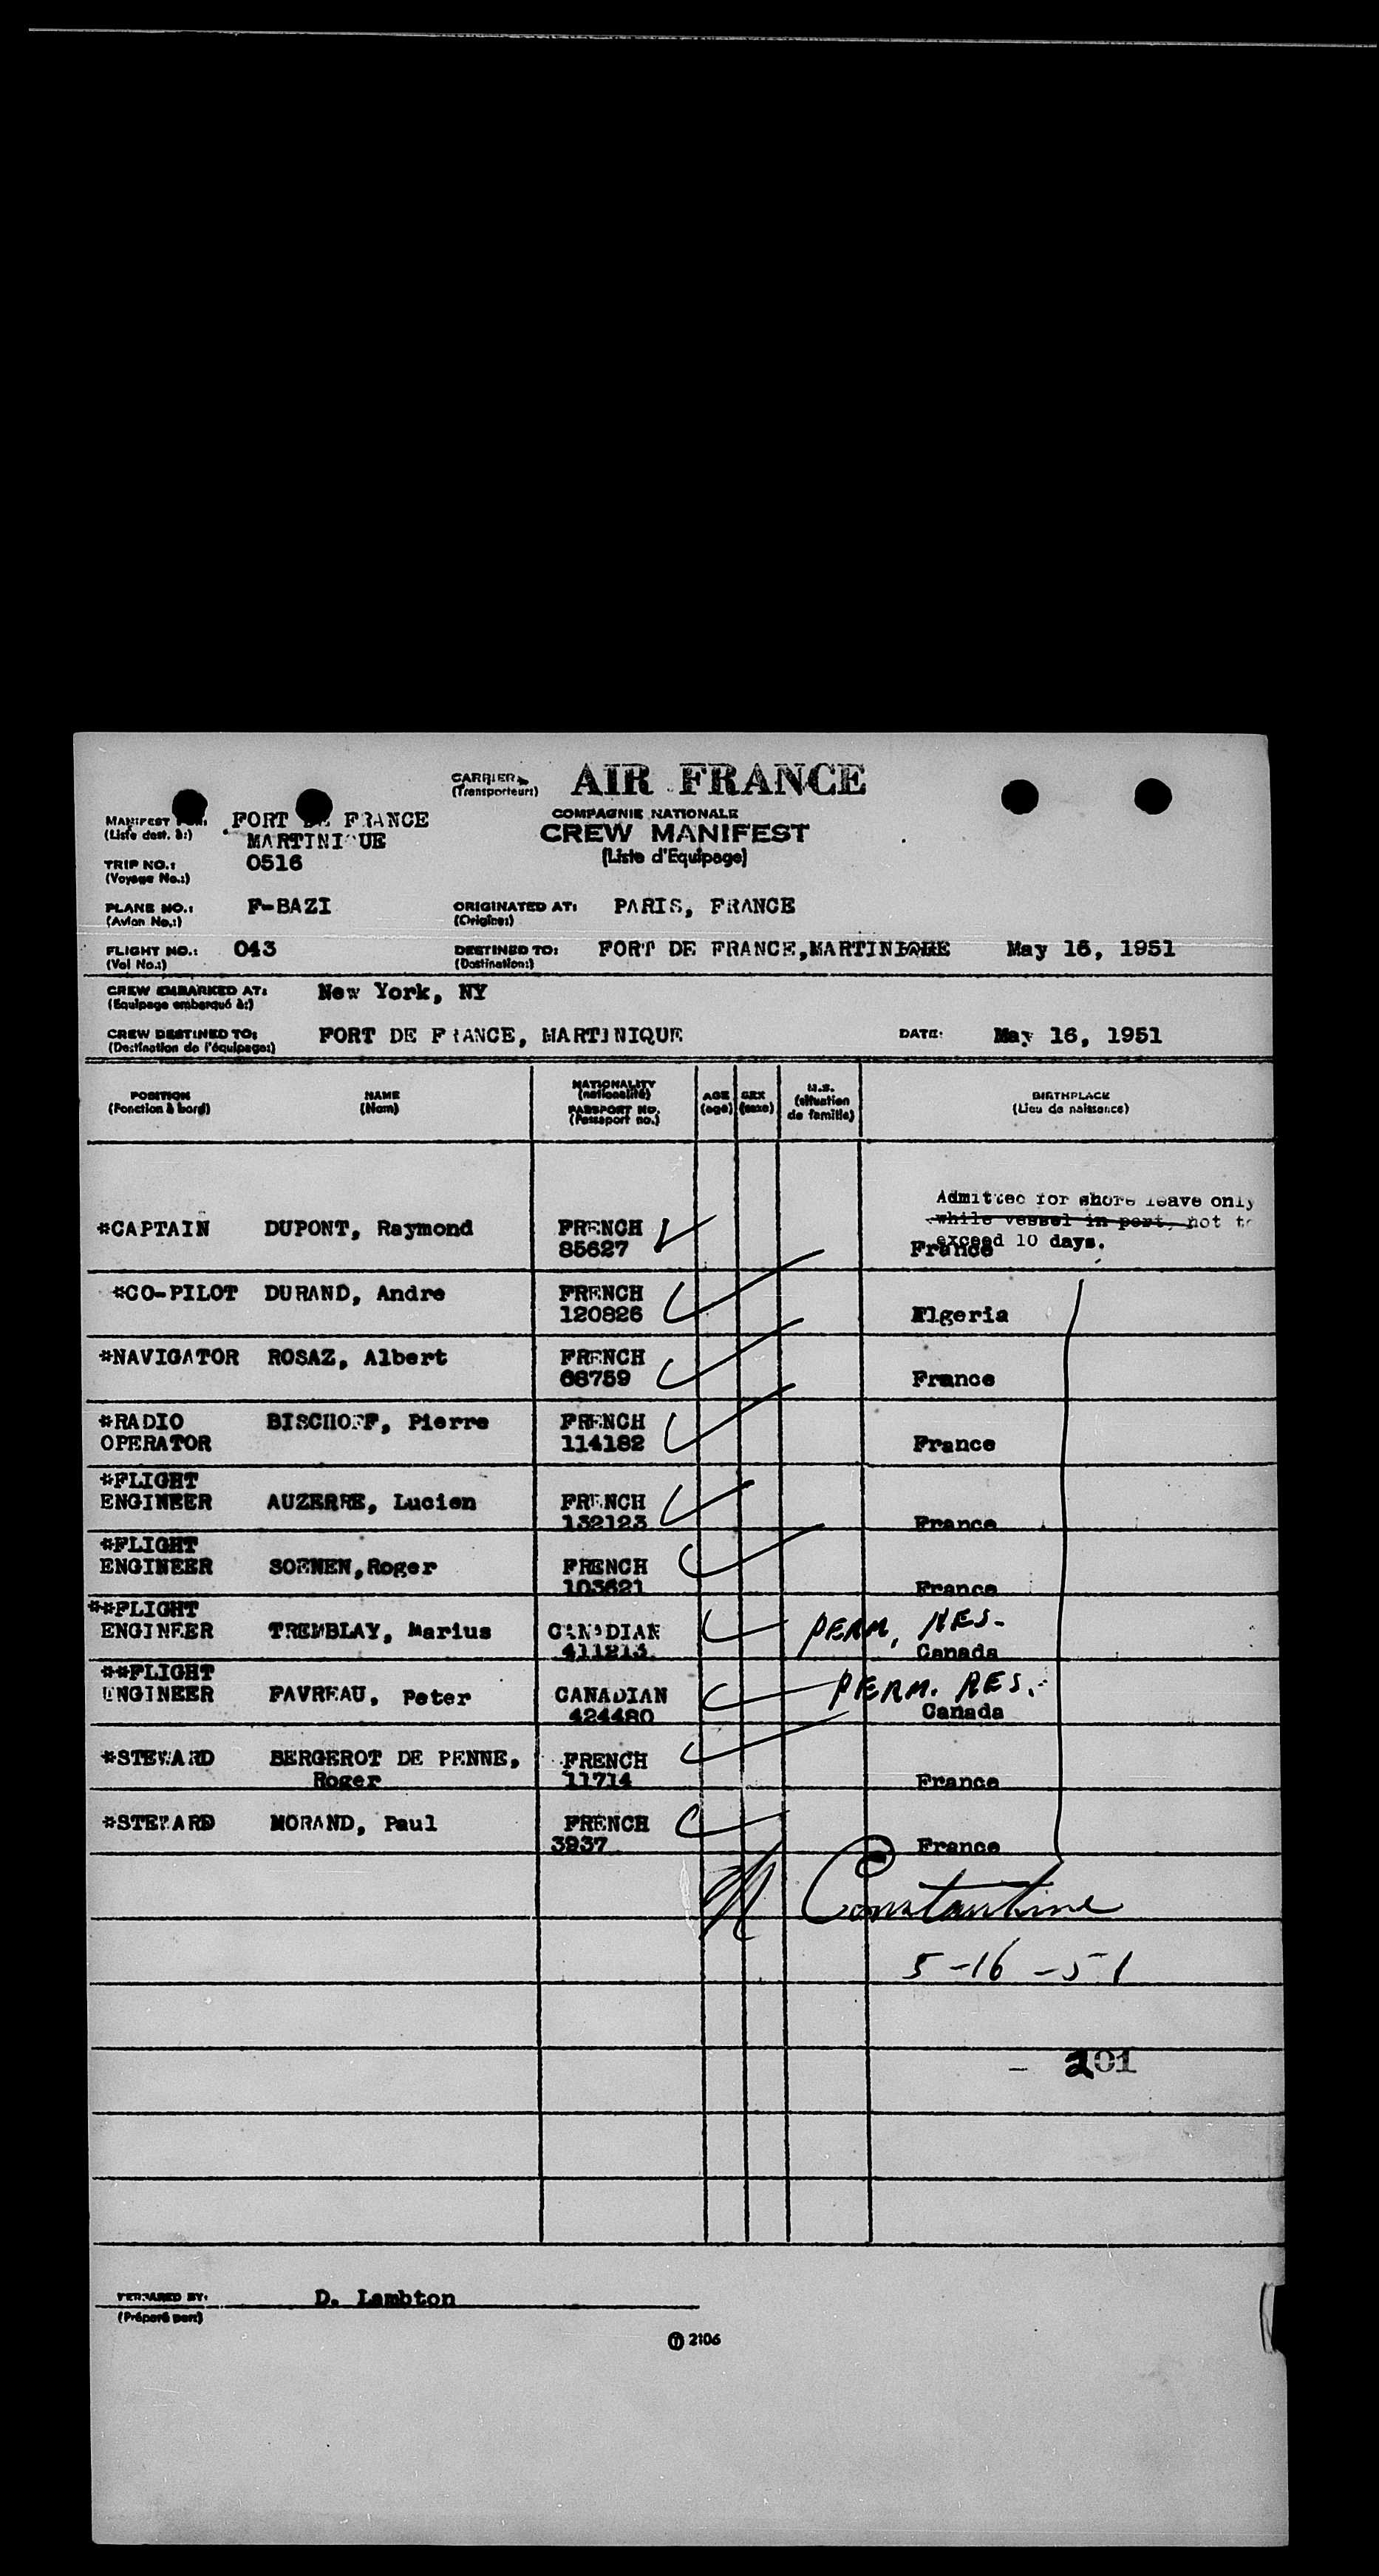 CARRIER
(Transporteur:)
AIR FRANCE
COMPAGNIE NATIONALE
CREW MANIFEST
(Liste d'Equipage)
MANIFEST FOR: FORT DE FRANCE
(Liste dest. à:) MARTINIQUE
TRIP NO.: 0516
(Voyage No.:)
PLANE NO.: F-BAZI ORIGINATED AT: PARIS, FRANCE
(Avion No.:) (Origine:)
FLIGHT NO.: 043 DESTINED TO: FORT DE FRANCE, May 16, 1951
(Vol No.:) (Destination:)
CREW EMBARKED AT: New York, NY
(Equipage embarqué à:)
CREW DESTINED TO: FORT DE FRANCE, MARTINIQUE DATE: May 16, 1951
(Destination de l'équipage:)
POSITION NAME NATIONALITY AGE SEX M.S. BIRTHPLACE
(Fonction à bord) (Nom) (nationalité) (age) (sexe) (situation de famille) (Lieu de naissance)
PASSPORT NO.
(Passeport no.)
Admitted for shore leave only
while vessel in port, not to
exceed 10 days.
*CAPTAIN DUPONT, Raymond FRENCH
85627 France
*CO-PILOT DURAND, Andre FRENCH
120826 Algeria
*NAVIGATOR ROSAZ, Albert FRENCH
68759 France
*RADIO BISCHOFF, Pierre FRENCH
OPERATOR 114182 France
*FLIGHT
ENGINEER AUZERRE, Lucien FRENCH
132123 France
*FLIGHT
ENGINEER SOENEN,Roger FRENCH
103621 France
**FLIGHT
ENGINEER TREMBLAY, Marius CANADIAN PERM. RES.
411213 Canada
**FLIGHT
ENGINEER FAVREAU, Peter CANADIAN PERM. RES.
424480 Canada
*STEWARD BERGEROT DE PENNE, FRENCH
Roger 11714 France
*STEWARD MORAND, Paul FRENCH
3937 France
Constantine
5-16-51
- 201
PREPARED BY: D. Lambton
(Préparé par:)
2106